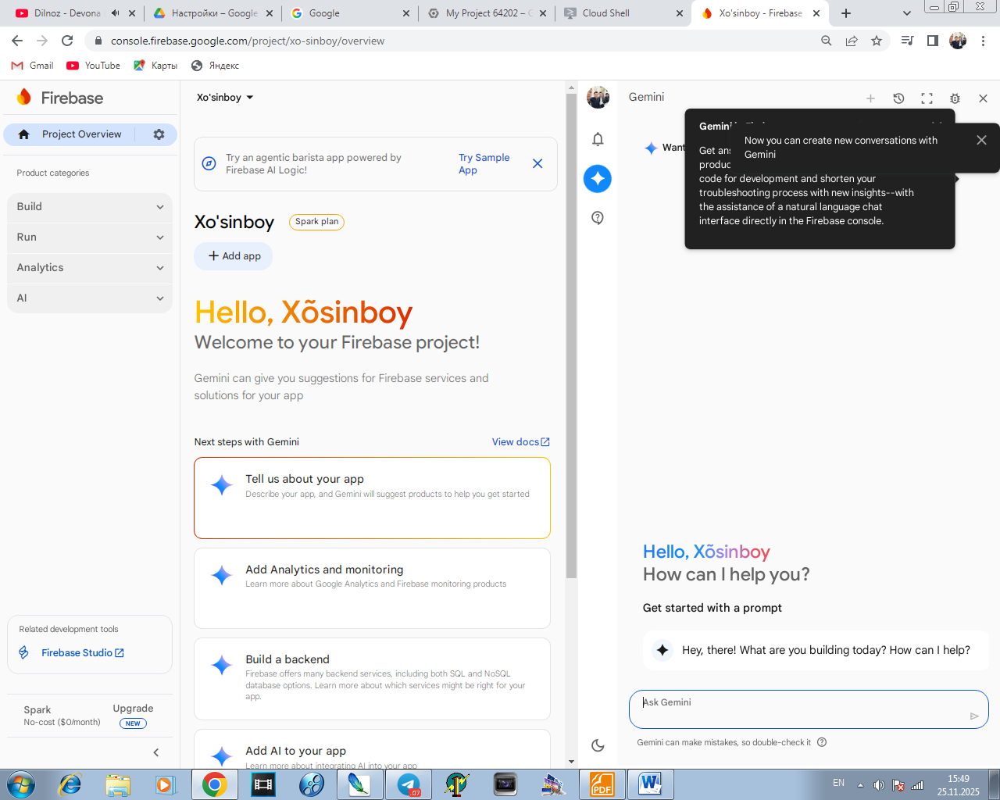 Dilnoz - Devona
Настройки – Google
Google
My Project 64202 – G
Cloud Shell
Xo'sinboy - Firebase
console.firebase.google.com/project/xo-sinboy/overview
Gmail
YouTube
Карты
Яндекс
Firebase
Project Overview
Product categories
Build
Run
Analytics
AI
Related development tools
Firebase Studio
Spark
No-cost ($0/month)
Upgrade
NEW
Xo'sinboy
Try an agentic barista app powered by
Firebase AI Logic!
Try Sample
App
Xo'sinboy
Spark plan
Add app
Hello, Xõsinboy
Welcome to your Firebase project!
Gemini can give you suggestions for Firebase services and
solutions for your app
Next steps with Gemini
View docs
Tell us about your app
Describe your app, and Gemini will suggest products to help you get started
Add Analytics and monitoring
Learn more about Google Analytics and Firebase monitoring products
Build a backend
Firebase offers many backend services, including both SQL and NoSQL
database options. Learn more about which services might be right for your
app.
Add AI to your app
Learn more about integrating AI into your app
Gemini
Want
Gemini
Get ans
produc
Now you can create new conversations with
Gemini
code for development and shorten your
troubleshooting process with new insights--with
the assistance of a natural language chat
interface directly in the Firebase console.
Hello, Xõsinboy
How can I help you?
Get started with a prompt
Hey, there! What are you building today? How can I help?
Ask Gemini
Gemini can make mistakes, so double-check it
.07
PDF
EN
15:49
25.11.2025